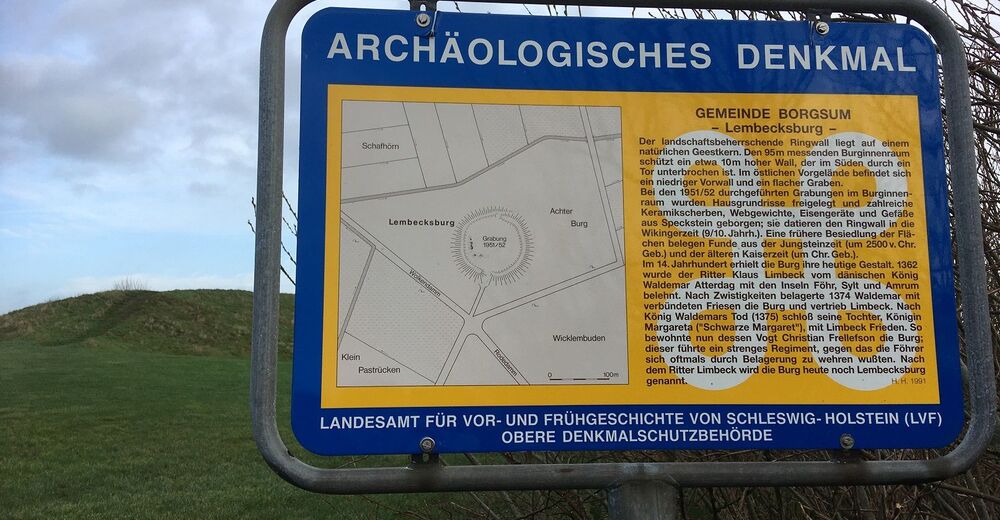 ARCHÄOLOGISCHES DENKMAL
Schafhörn
Lembecksburg
Grabung
1951/52
Achter
Burg
Wolkendamm
Wicklembuden
Klein
Pastrücken
0 100m
GEMEINDE BORGSUM
– Lembecksburg –
Der landschaftsbeherrschende Ringwall liegt auf einem
natürlichen Geestkern. Den 95m messenden Burginnenraum
schützt ein etwa 10m hoher Wall, der im Süden durch ein
Tor unterbrochen ist. Im östlichen Vorgelände befindet sich
ein niedriger Vorwall und ein flacher Graben.
Bei den 1951/52 durchgeführten Grabungen im Burginnen-
raum wurden Hausgrundrisse freigelegt und zahlreiche
Keramikscherben, Webgewichte, Eisengeräte und Gefäße
aus Speckstein geborgen; sie datieren den Ringwall in die
Wikingerzeit (9/10. Jahrh.). Eine frühere Besiedlung der Flä-
chen belegen Funde aus der Jungsteinzeit (um 2500 v. Chr.
Geb.) und der älteren Kaiserzeit (um Chr. Geb.).
Im 14. Jahrhundert erhielt die Burg ihre heutige Gestalt. 1362
wurde der Ritter Klaus Limbek vom dänischen König
Waldemar Atterdag mit den Inseln Föhr, Sylt und Amrum
belehnt. Nach Zwistigkeiten belagerte 1374 Waldemar mit
verbündeten Friesen die Burg und vertrieb Limbeck. Nach
König Waldemars Tod (1375) schloß seine Tochter, Königin
Margareta ("Schwarze Margaret"), mit Limbeck Frieden. So
bewohnte nun dessen Vogt Christian Frellefson die Burg;
dieser führte ein strenges Regiment, gegen das die Föhrer
sich oftmals durch Belagerung zu wehren wußten. Nach
dem Ritter Limbeck wird die Burg heute noch Lembecksburg
genannt. H. H. 1991
LANDESAMT FÜR VOR- UND FRÜHGESCHICHTE VON SCHLESWIG- HOLSTEIN (LVF)
OBERE DENKMALSCHUTZBEHÖRDE